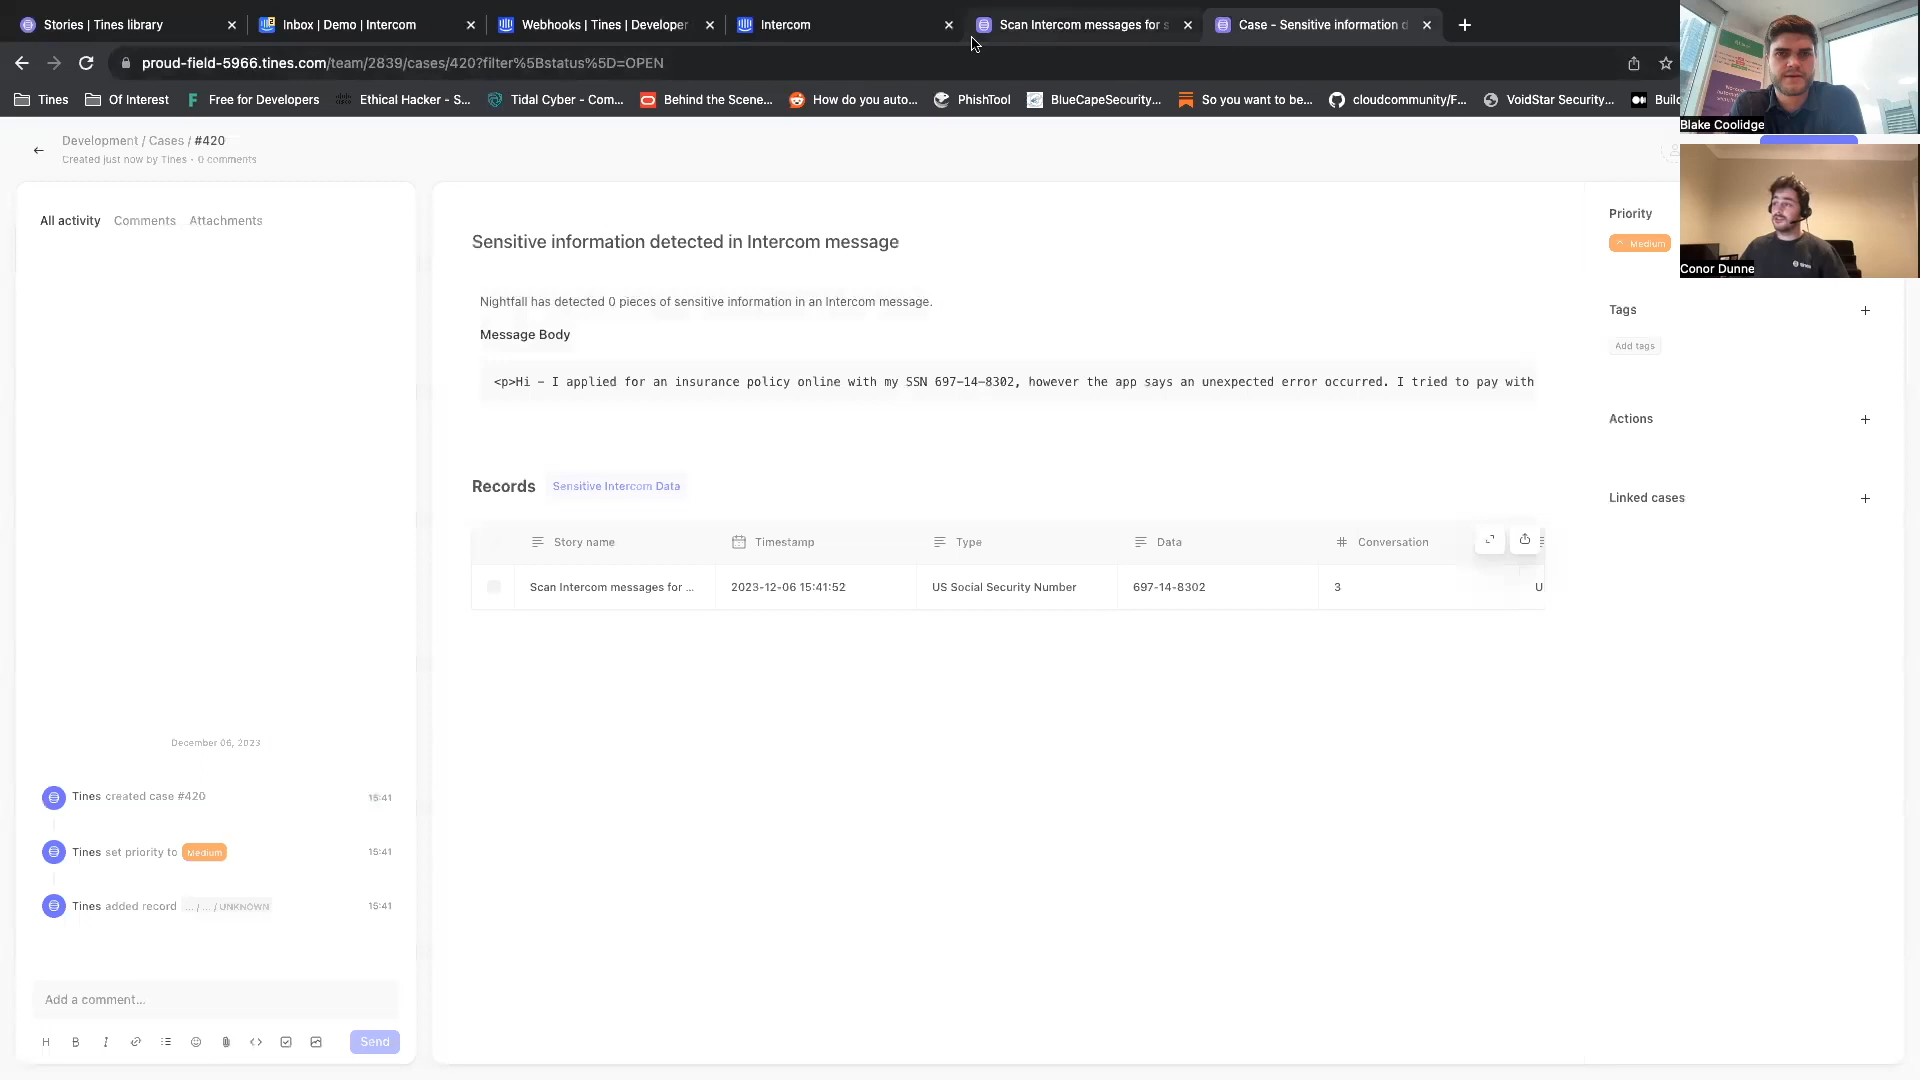 Stories | Tines library
Inbox | Demo | Intercom
Webhooks | Tines | Developer
Intercom
Scan Intercom messages for s
Case - Sensitive information d
proud-field-5966.tines.com/team/2839/cases/420?filter%5Bstatus%5D=OPEN
Tines
Of Interest
Free for Developers
Ethical Hacker - S...
Tidal Cyber - Com...
Behind the Scene...
How do you auto...
PhishTool
BlueCapeSecurity...
So you want to be...
cloudcommunity/F...
VoidStar Security...
Blake Coolidge
Conor Dunne
Development / Cases / #420
Created just now by Tines · 0 comments
All activity
Comments
Attachments
December 06, 2023
Tines created case #420
15:41
Tines set priority to Medium
15:41
Tines added record ... / ... / UNKNOWN
15:41
Add a comment...
Send
Sensitive information detected in Intercom message
Nightfall has detected 0 pieces of sensitive information in an Intercom message.
Message Body
<p>Hi - I applied for an insurance policy online with my SSN 697-14-8302, however the app says an unexpected error occurred. I tried to pay with
Records
Sensitive Intercom Data
Story name
Timestamp
Type
Data
Conversation
Scan Intercom messages for ...
2023-12-06 15:41:52
US Social Security Number
697-14-8302
3
U
Priority
Medium
Tags
Add tags
Actions
Linked cases